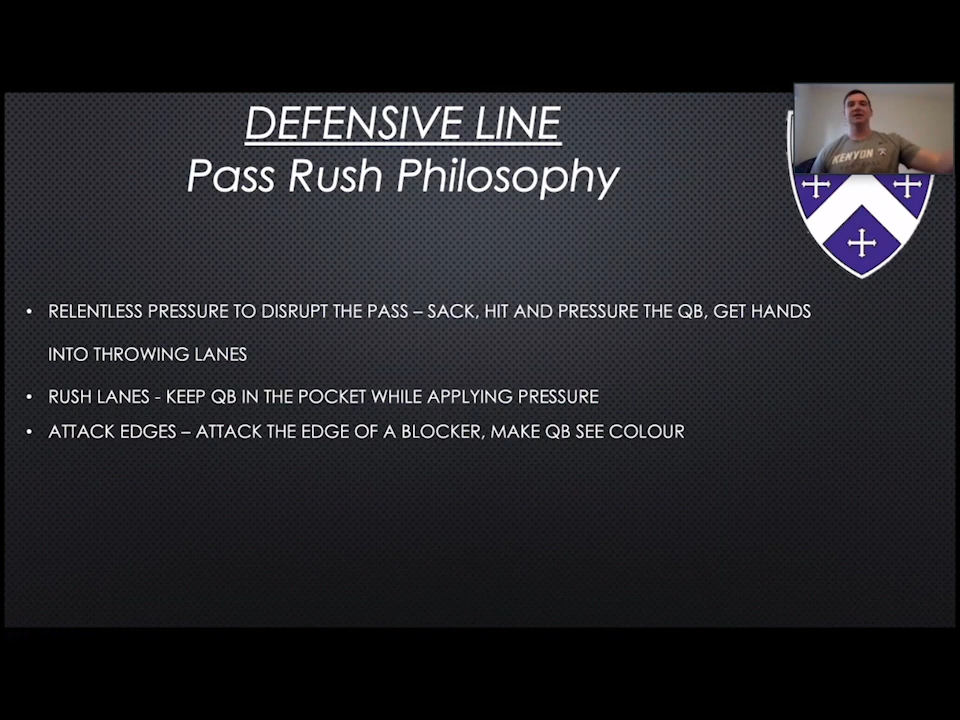 DEFENSIVE LINE
Pass Rush Philosophy
KENYON
• RELENTLESS PRESSURE TO DISRUPT THE PASS – SACK, HIT AND PRESSURE THE QB, GET HANDS
INTO THROWING LANES
• RUSH LANES - KEEP QB IN THE POCKET WHILE APPLYING PRESSURE
• ATTACK EDGES – ATTACK THE EDGE OF A BLOCKER, MAKE QB SEE COLOUR